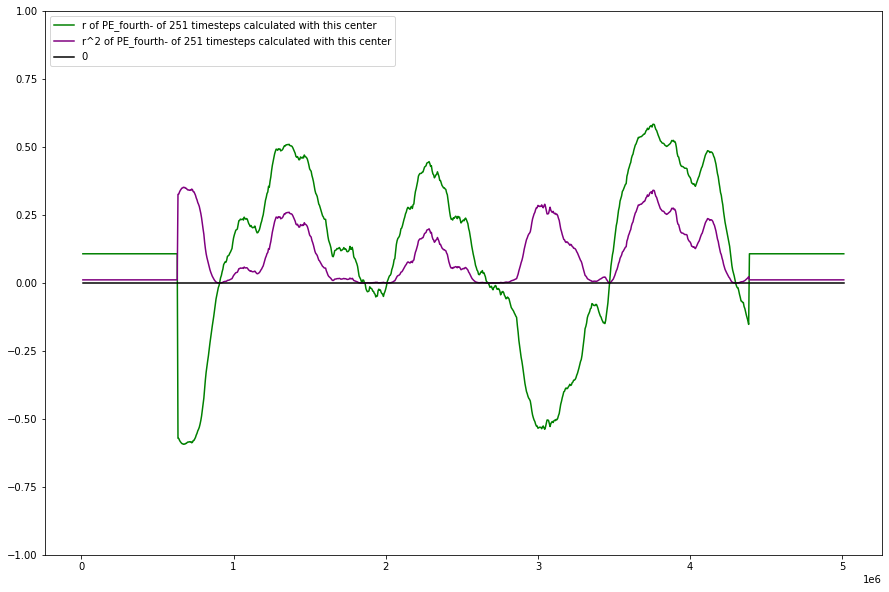 1.00
0.75
0.50
0.25
0.00
−0.25
−0.50
−0.75
−1.00
r of PE_fourth- of 251 timesteps calculated with this center
r^2 of PE_fourth- of 251 timesteps calculated with this center
0
0 1 2 3 4 5
1e6